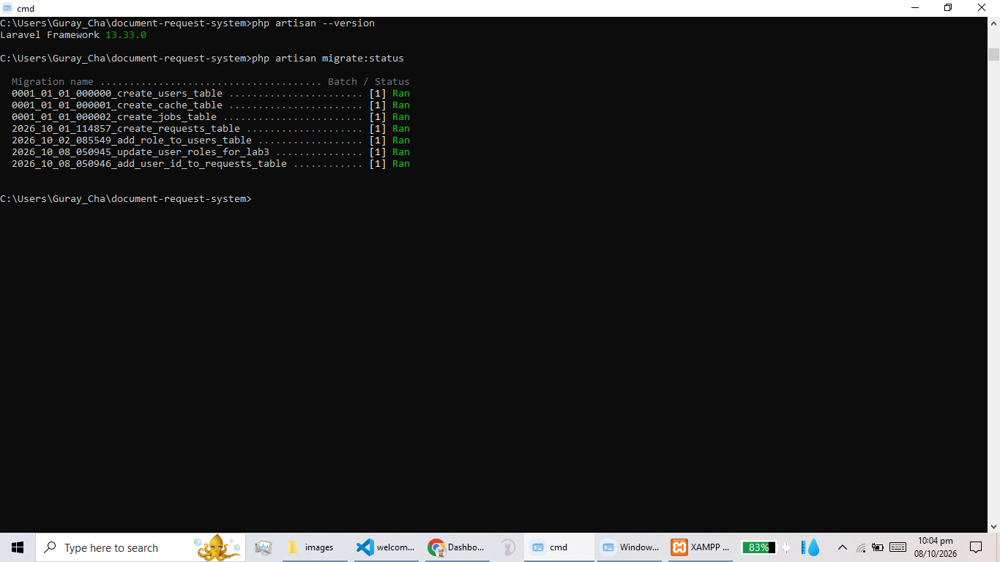 cmd
C:\Users\Guray_Cha\document-request-system>php artisan --version
Laravel Framework 13.33.0
C:\Users\Guray_Cha\document-request-system>php artisan migrate:status
Migration name ...................................... Batch / Status
0001_01_01_000000_create_users_table ....................... [1] Ran
0001_01_01_000001_create_cache_table ....................... [1] Ran
0001_01_01_000002_create_jobs_table ........................ [1] Ran
2026_10_01_114857_create_requests_table .................... [1] Ran
2026_10_02_085549_add_role_to_users_table .................. [1] Ran
2026_10_08_050945_update_user_roles_for_lab3 ............... [1] Ran
2026_10_08_050946_add_user_id_to_requests_table ............ [1] Ran
C:\Users\Guray_Cha\document-request-system>
Type here to search
images
welcom...
Dashbo...
cmd
Window...
XAMPP ...
83%
10:04 pm
08/10/2026